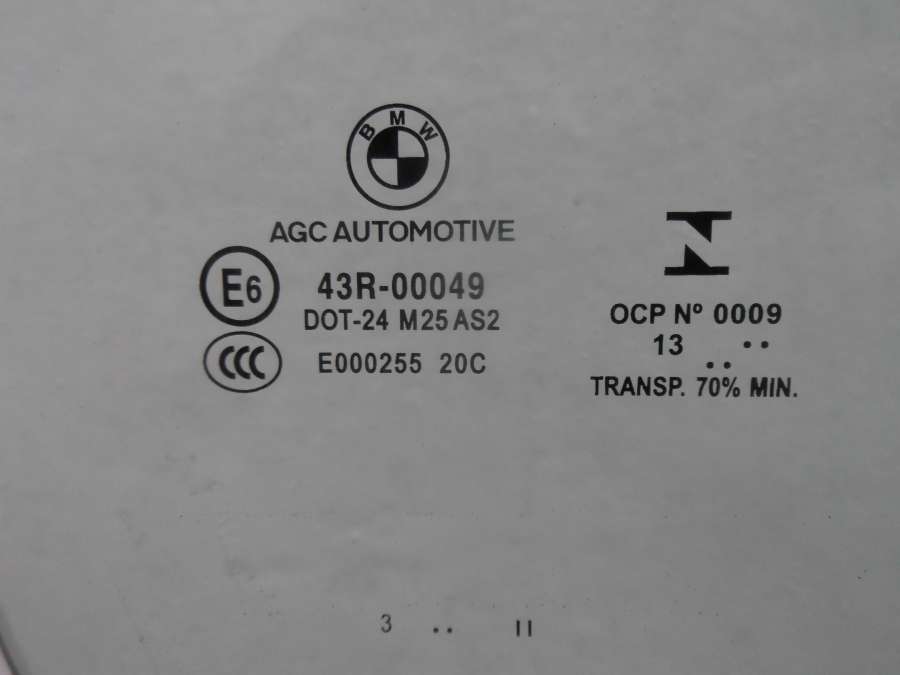 BMW
AGC AUTOMOTIVE
E6 43R-00049
DOT-24 M25 AS2
CCC E000255 20C
OCP Nº 0009
13 ..
..
TRANSP. 70% MIN.
3 .. II